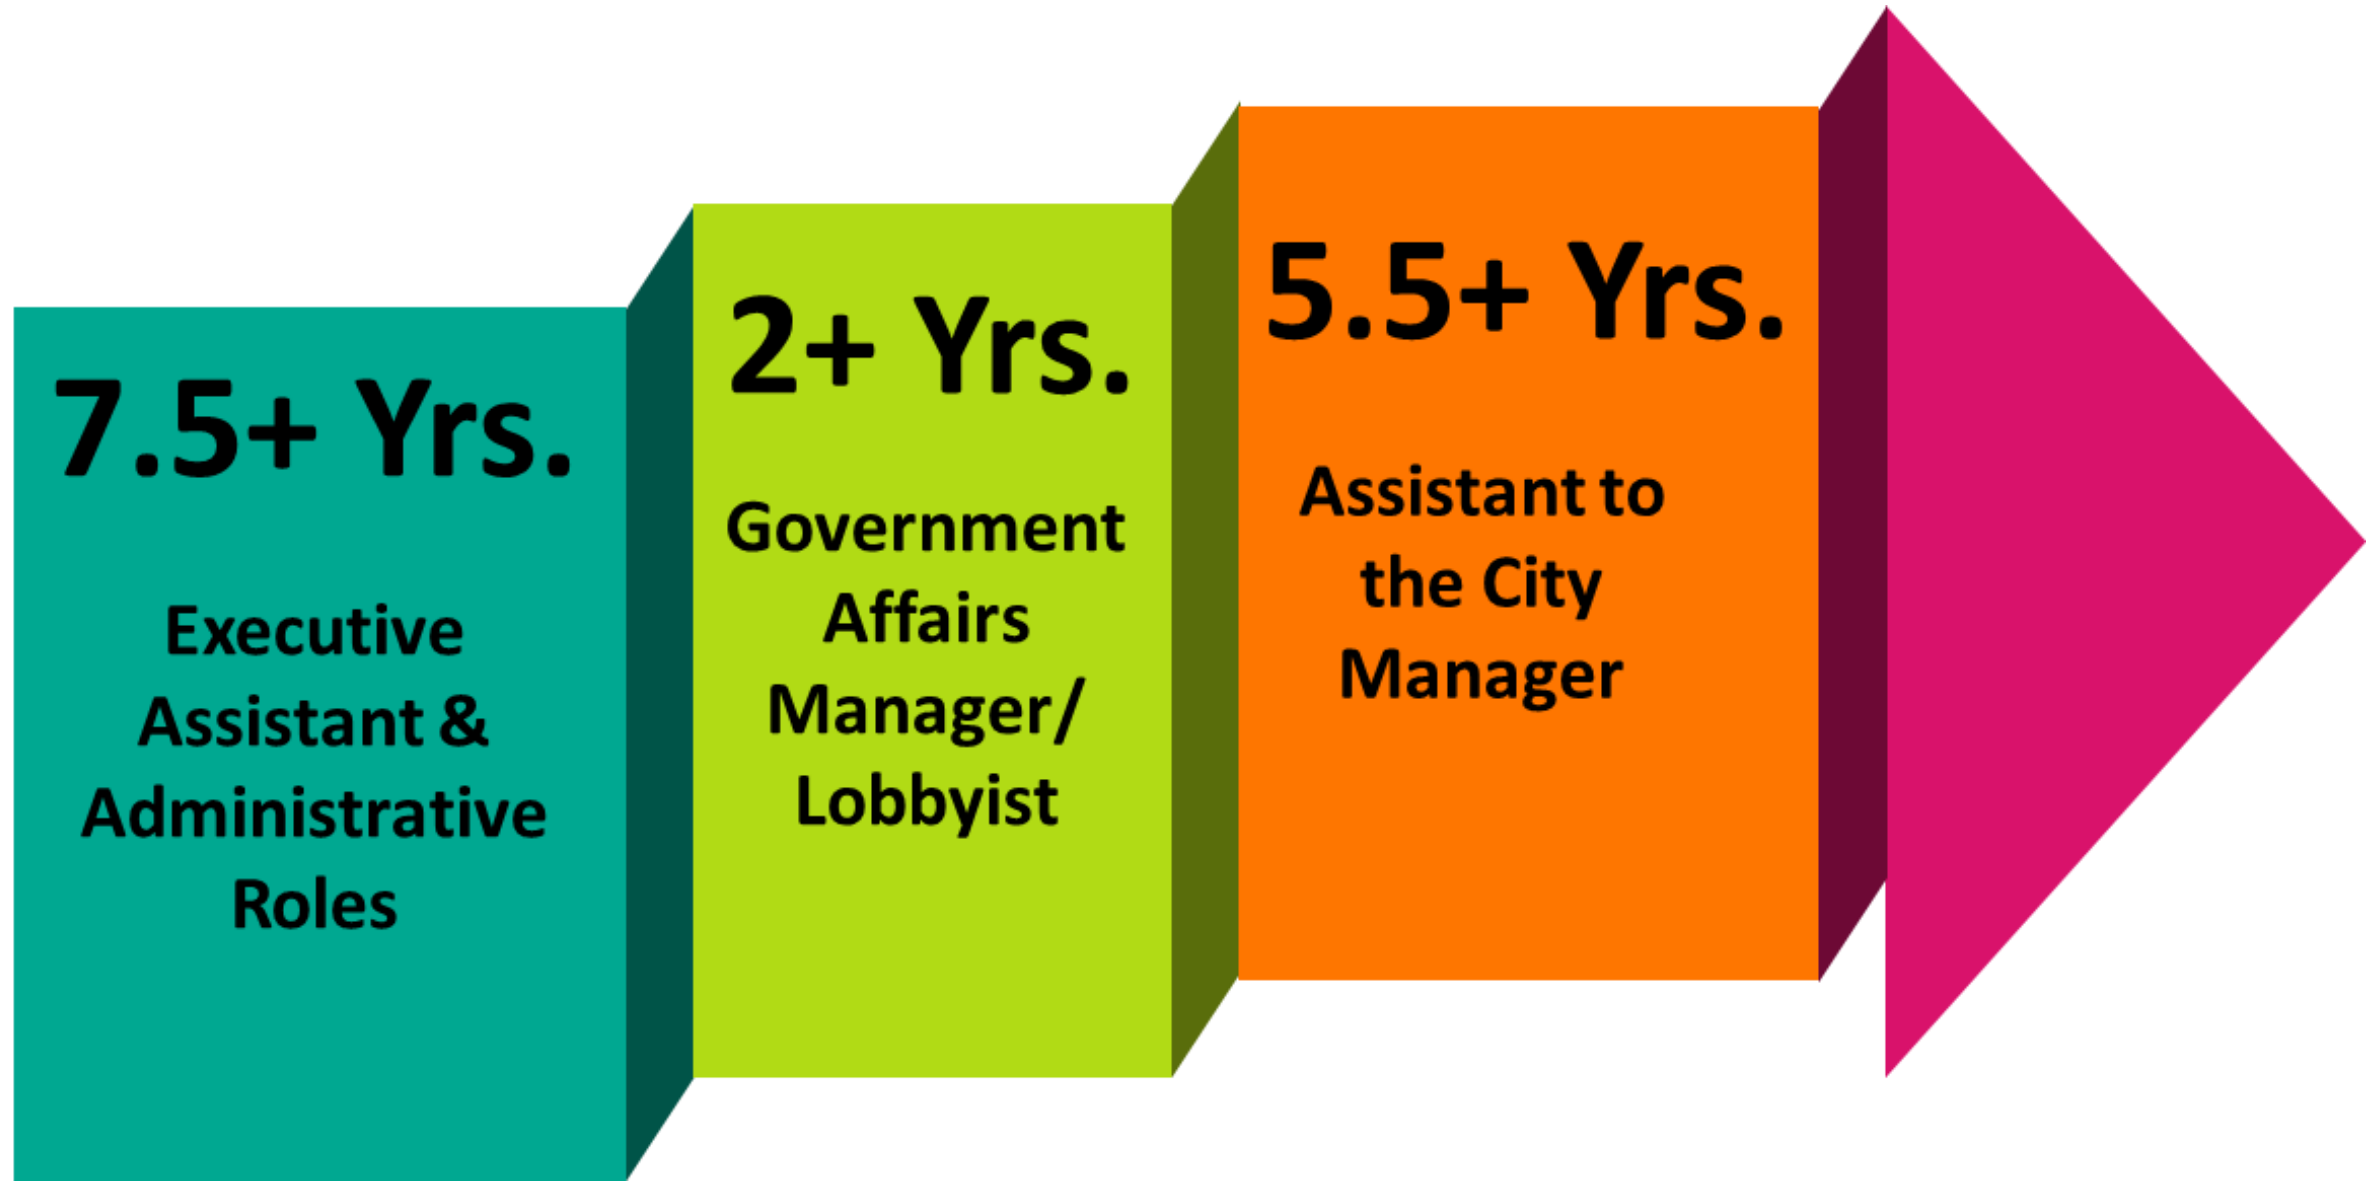 7.5+ Yrs.
Executive
Assistant &
Administrative
Roles
2+ Yrs.
Government
Affairs
Manager/
Lobbyist
5.5+ Yrs.
Assistant to
the City
Manager